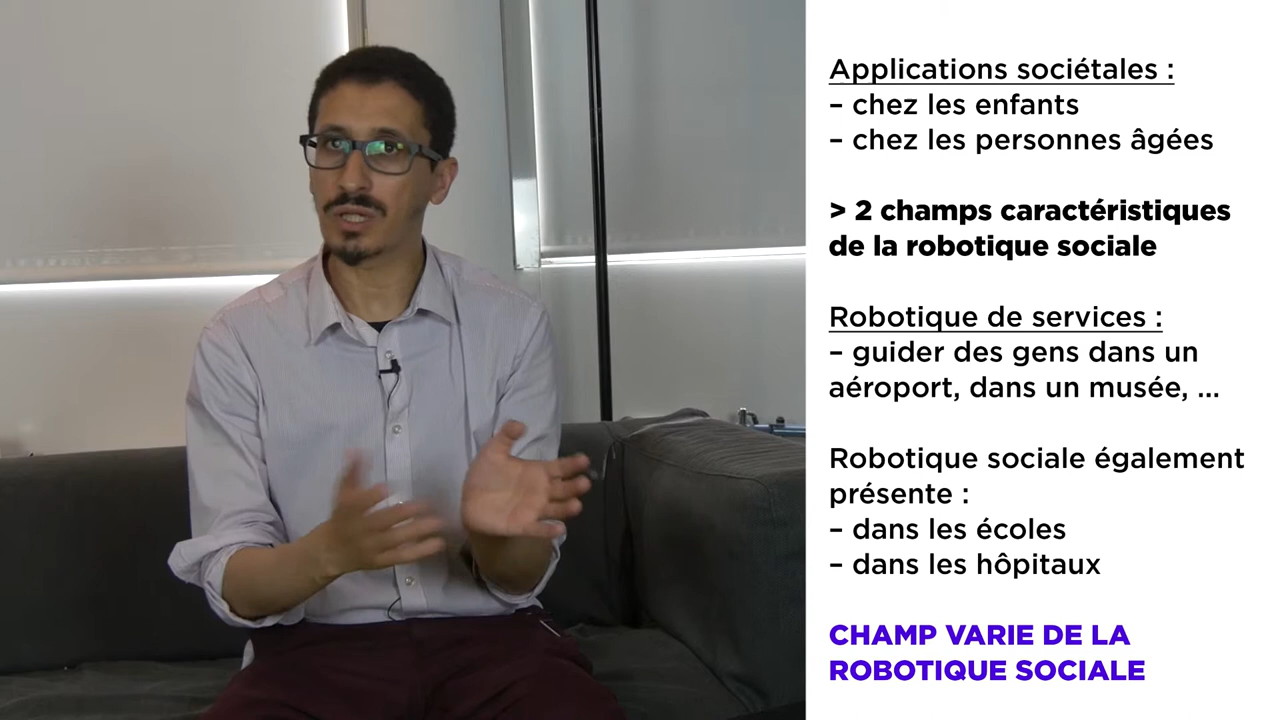 Applications sociétales :
– chez les enfants
– chez les personnes âgées
> 2 champs caractéristiques
de la robotique sociale
Robotique de services :
– guider des gens dans un
aéroport, dans un musée, ...
Robotique sociale également
présente :
– dans les écoles
– dans les hôpitaux
CHAMP VARIE DE LA
ROBOTIQUE SOCIALE